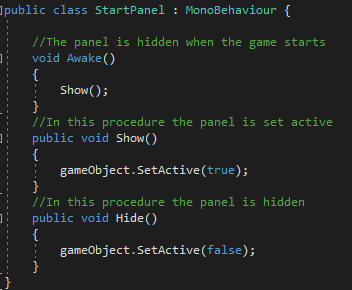 public class StartPanel : MonoBehaviour {
//The panel is hidden when the game starts
void Awake()
{
Show();
}
//In this procedure the panel is set active
public void Show()
{
gameObject.SetActive(true);
}
//In this procedure the panel is hidden
public void Hide()
{
gameObject.SetActive(false);
}
}